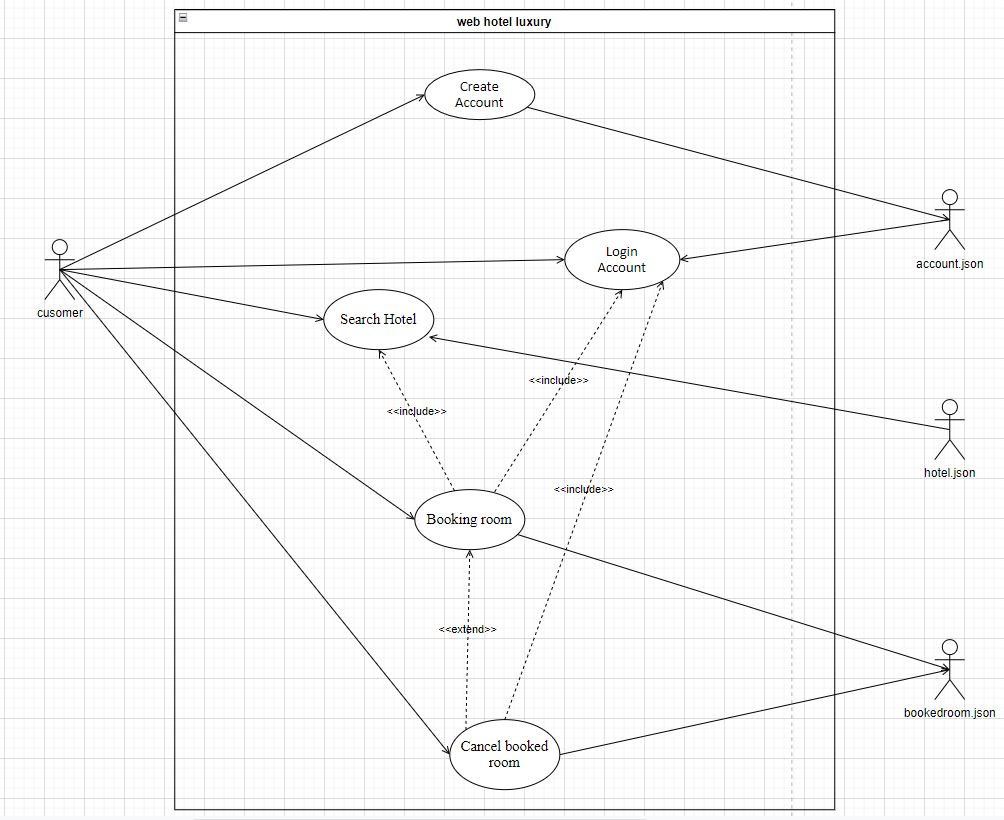 web hotel luxury
Create
Account
Login
Account
account.json
cusomer
Search Hotel
<<include>>
<<include>>
hotel.json
<<include>>
Booking room
<<extend>>
bookedroom.json
Cancel booked
room